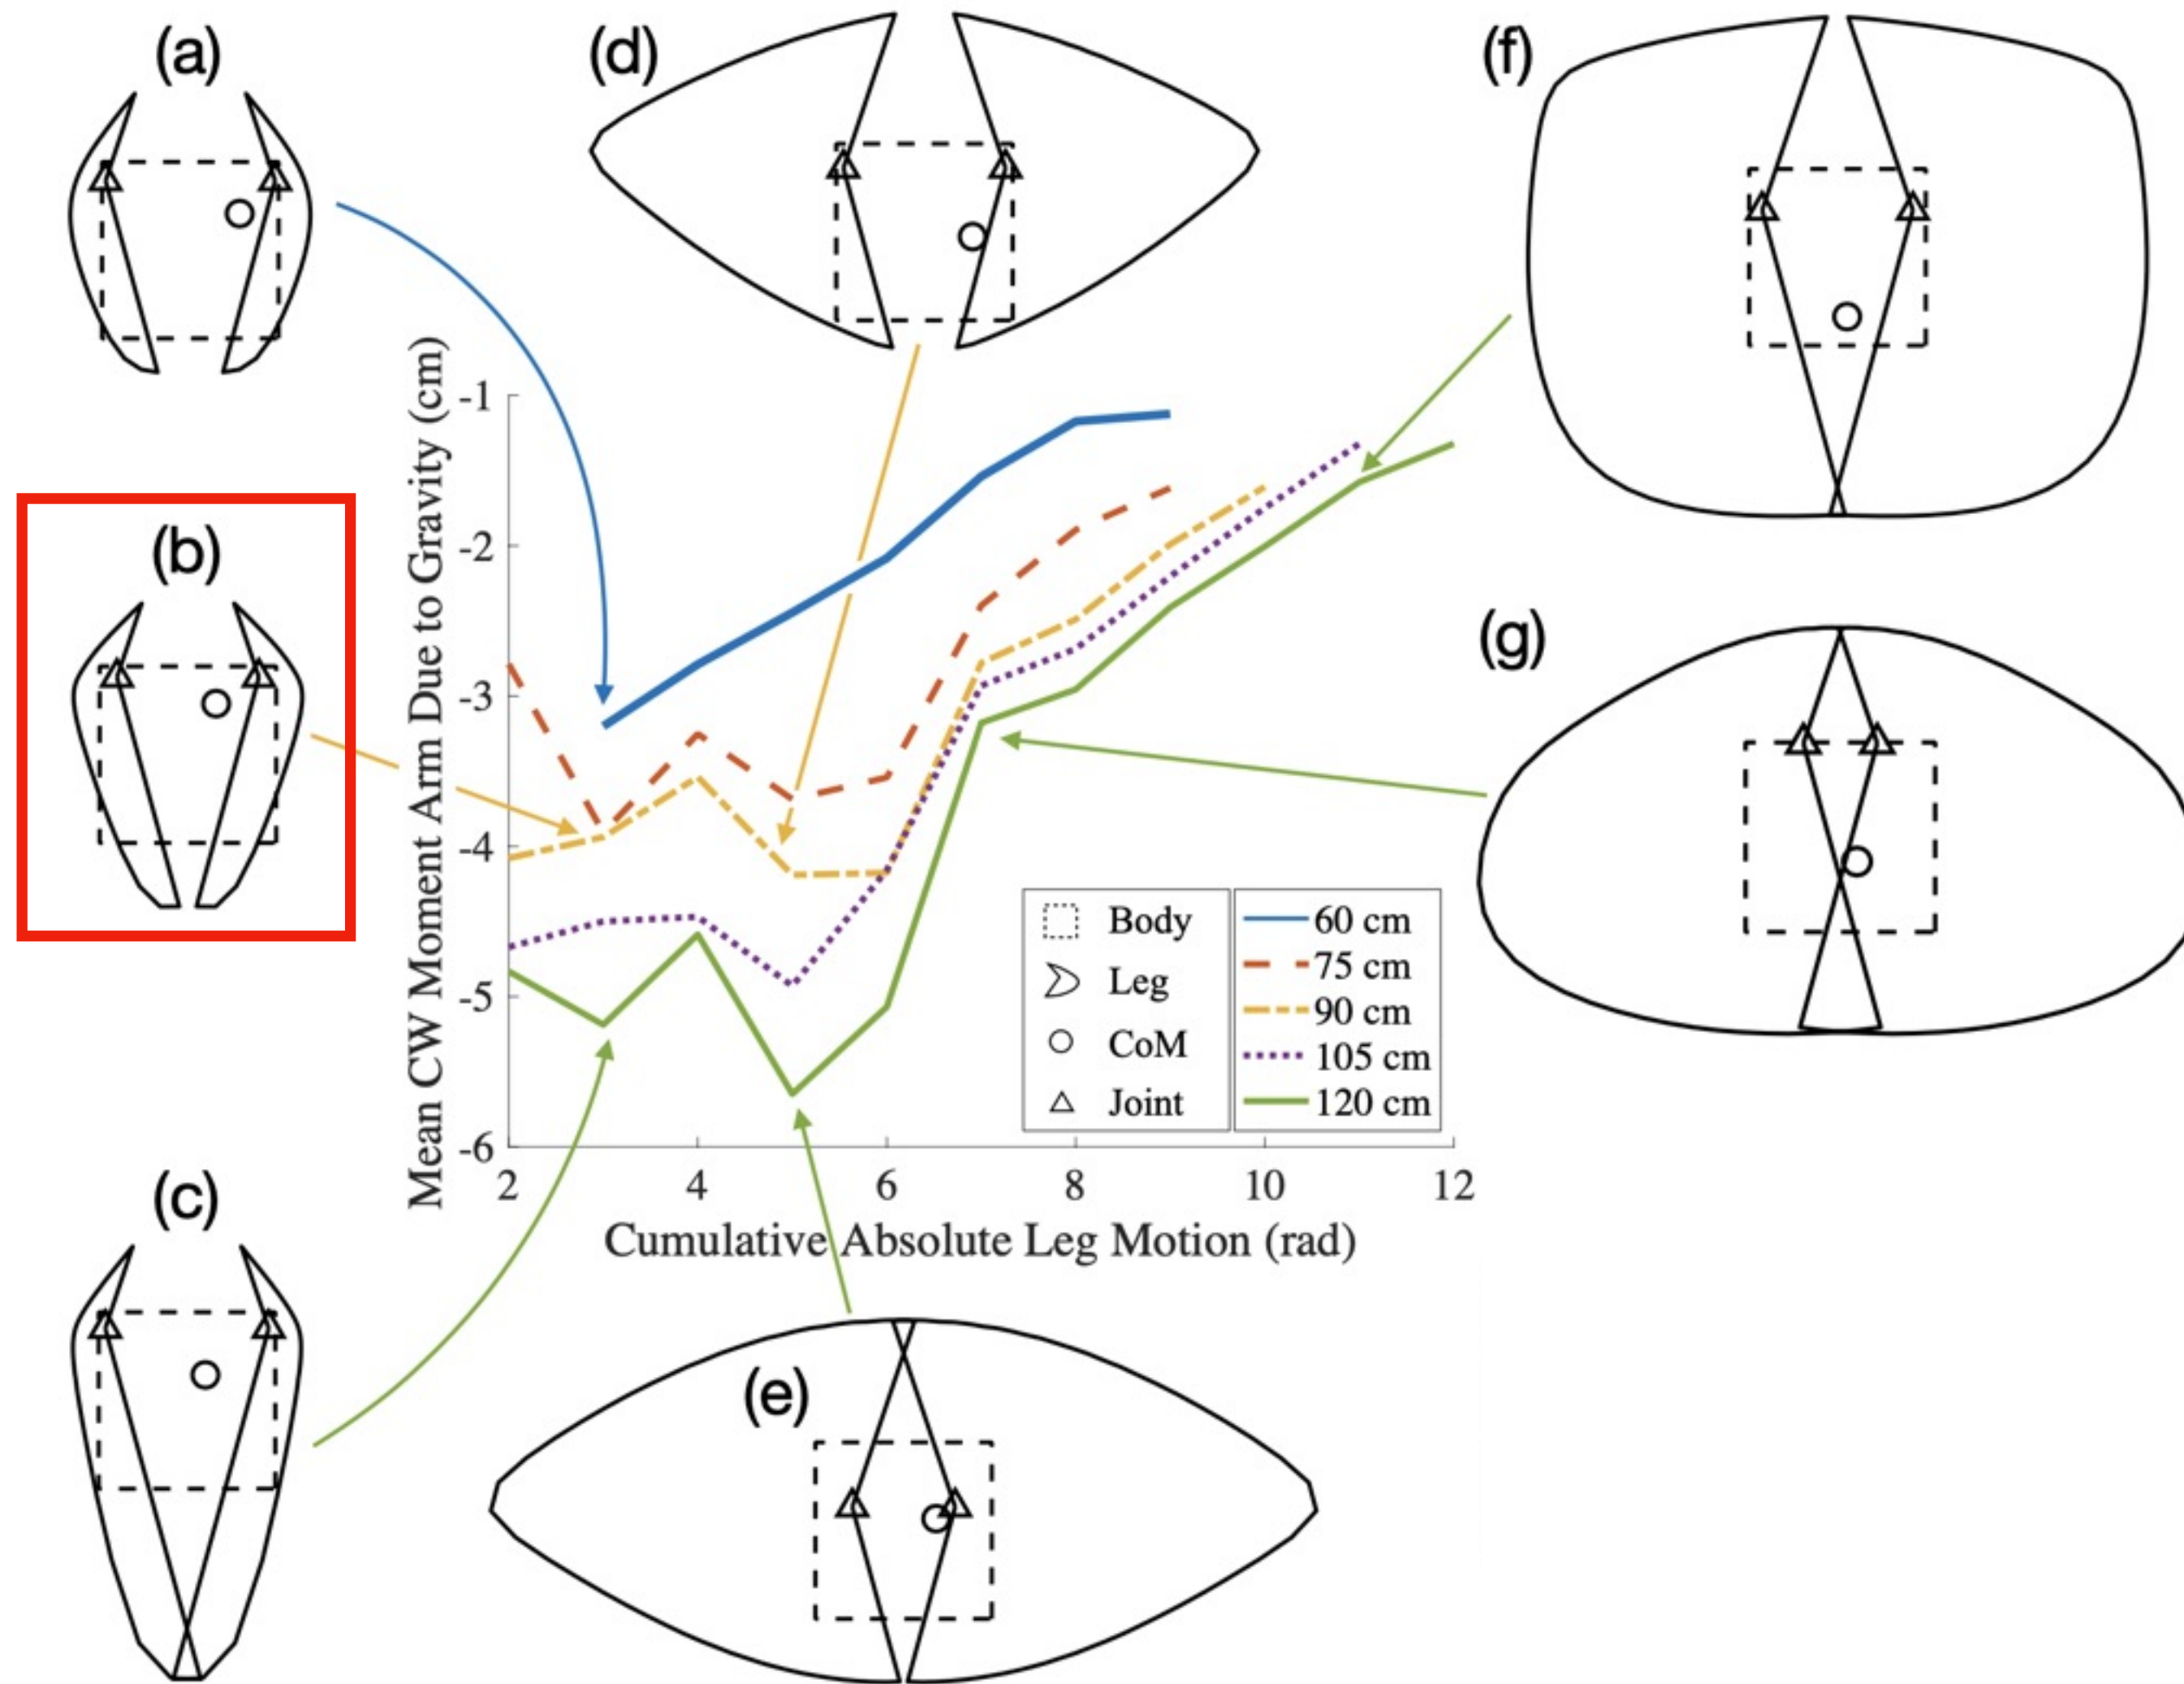 (a)
(d)
(f)
(b)
(g)
(c)
(e)
Mean CW Moment Arm Due to Gravity (cm)
-1
-2
-3
-4
-5
-6
2
4
6
8
10
12
Cumulative Absolute Leg Motion (rad)
Body
Leg
CoM
Joint
60 cm
75 cm
90 cm
105 cm
120 cm